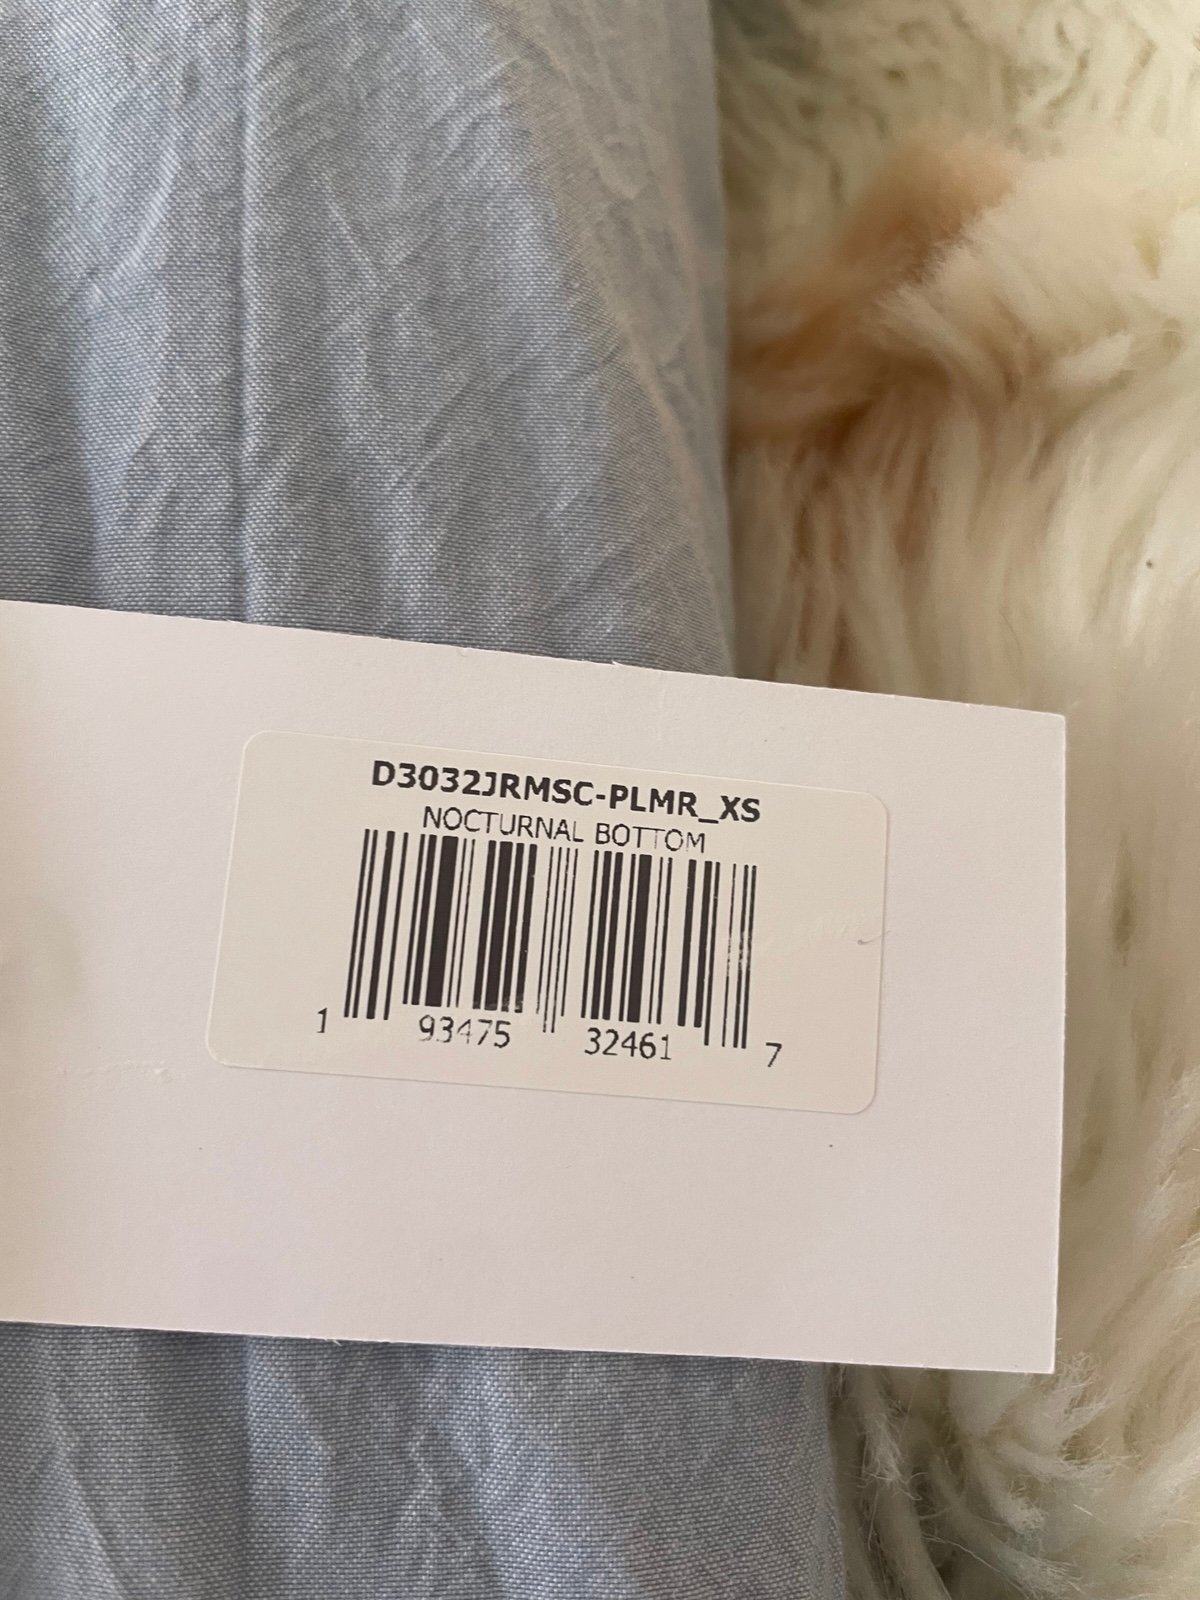 D3032JRMSC-PLMR_XS
NOCTURNAL BOTTOM
1 93475 32461 7